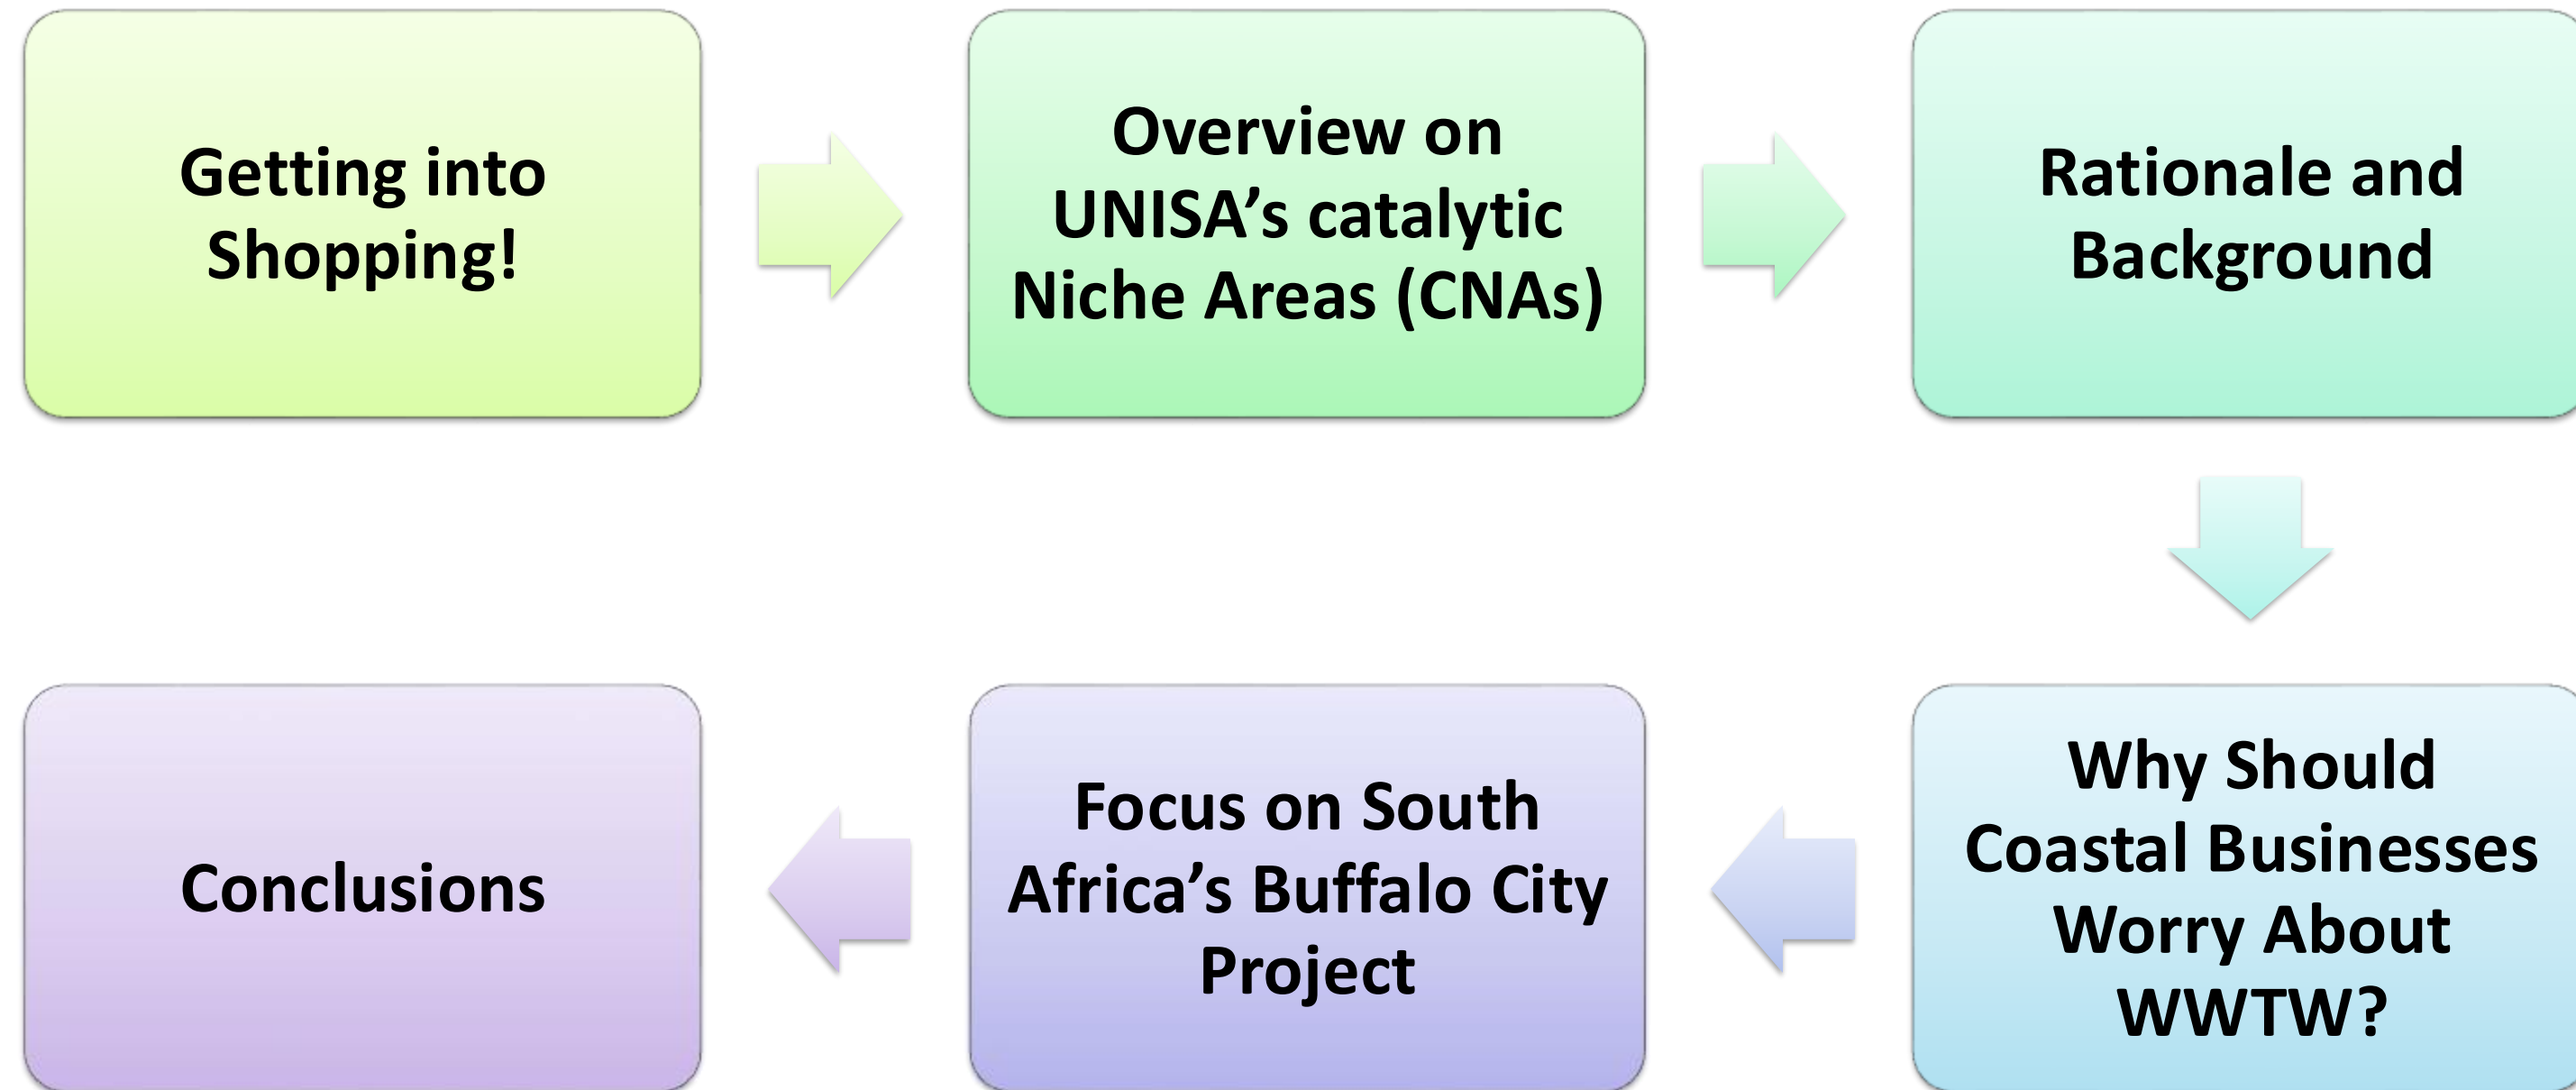 Getting into
Shopping!
Overview on
UNISA’s catalytic
Niche Areas (CNAs)
Rationale and
Background
Why Should
Coastal Businesses
Worry About
WWTW?
Focus on South
Africa’s Buffalo City
Project
Conclusions